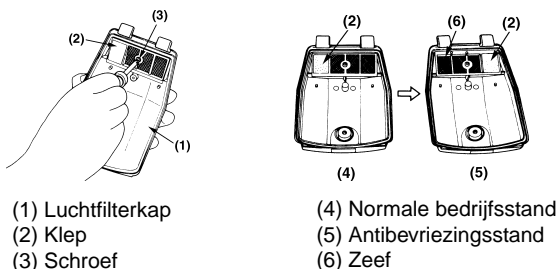 (3)
(2)
(1)
(2)
(6)
(2)
(4)
(5)
(1) Luchtfilterkap
(2) Klep
(3) Schroef
(4) Normale bedrijfsstand
(5) Antibevriezingsstand
(6) Zeef